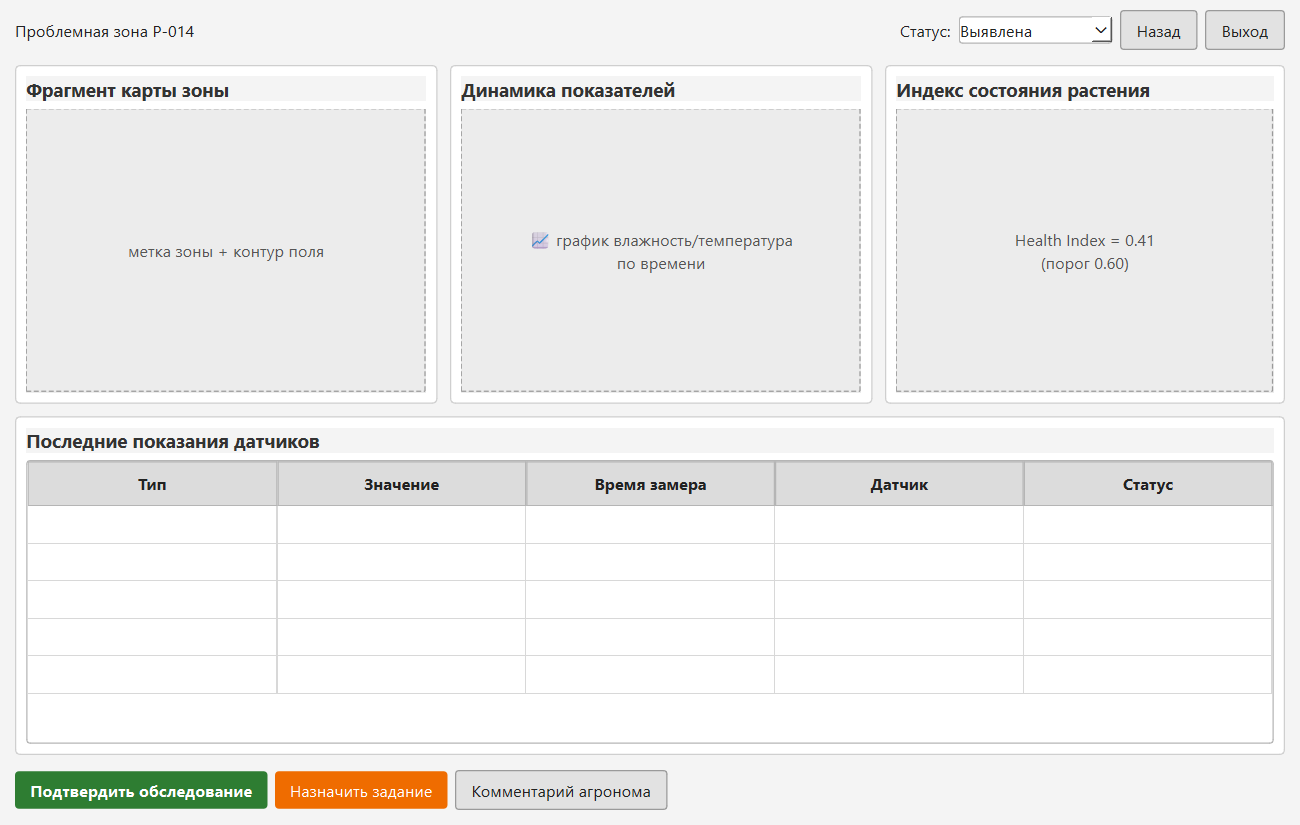 Проблемная зона P-014
Статус: Выявлена Назад Выход
Фрагмент карты зоны
метка зоны + контур поля
Динамика показателей
график влажность/температура
по времени
Индекс состояния растения
Health Index = 0.41
(порог 0.60)
Последние показания датчиков
Тип Значение Время замера Датчик Статус
Подтвердить обследование Назначить задание Комментарий агронома